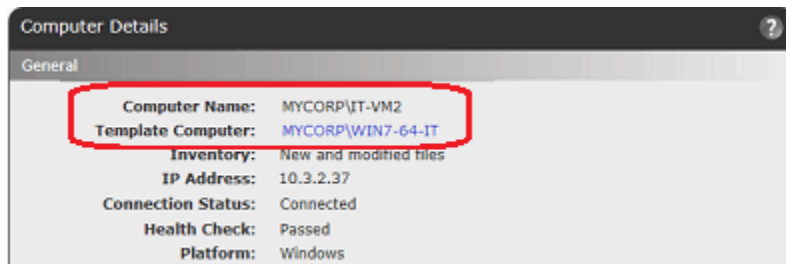 Computer Details
?
General
Computer Name: MYCORP\IT-VM2
Template Computer: MYCORP\WIN7-64-IT
Inventory: New and modified files
IP Address: 10.3.2.37
Connection Status: Connected
Health Check: Passed
Platform: Windows